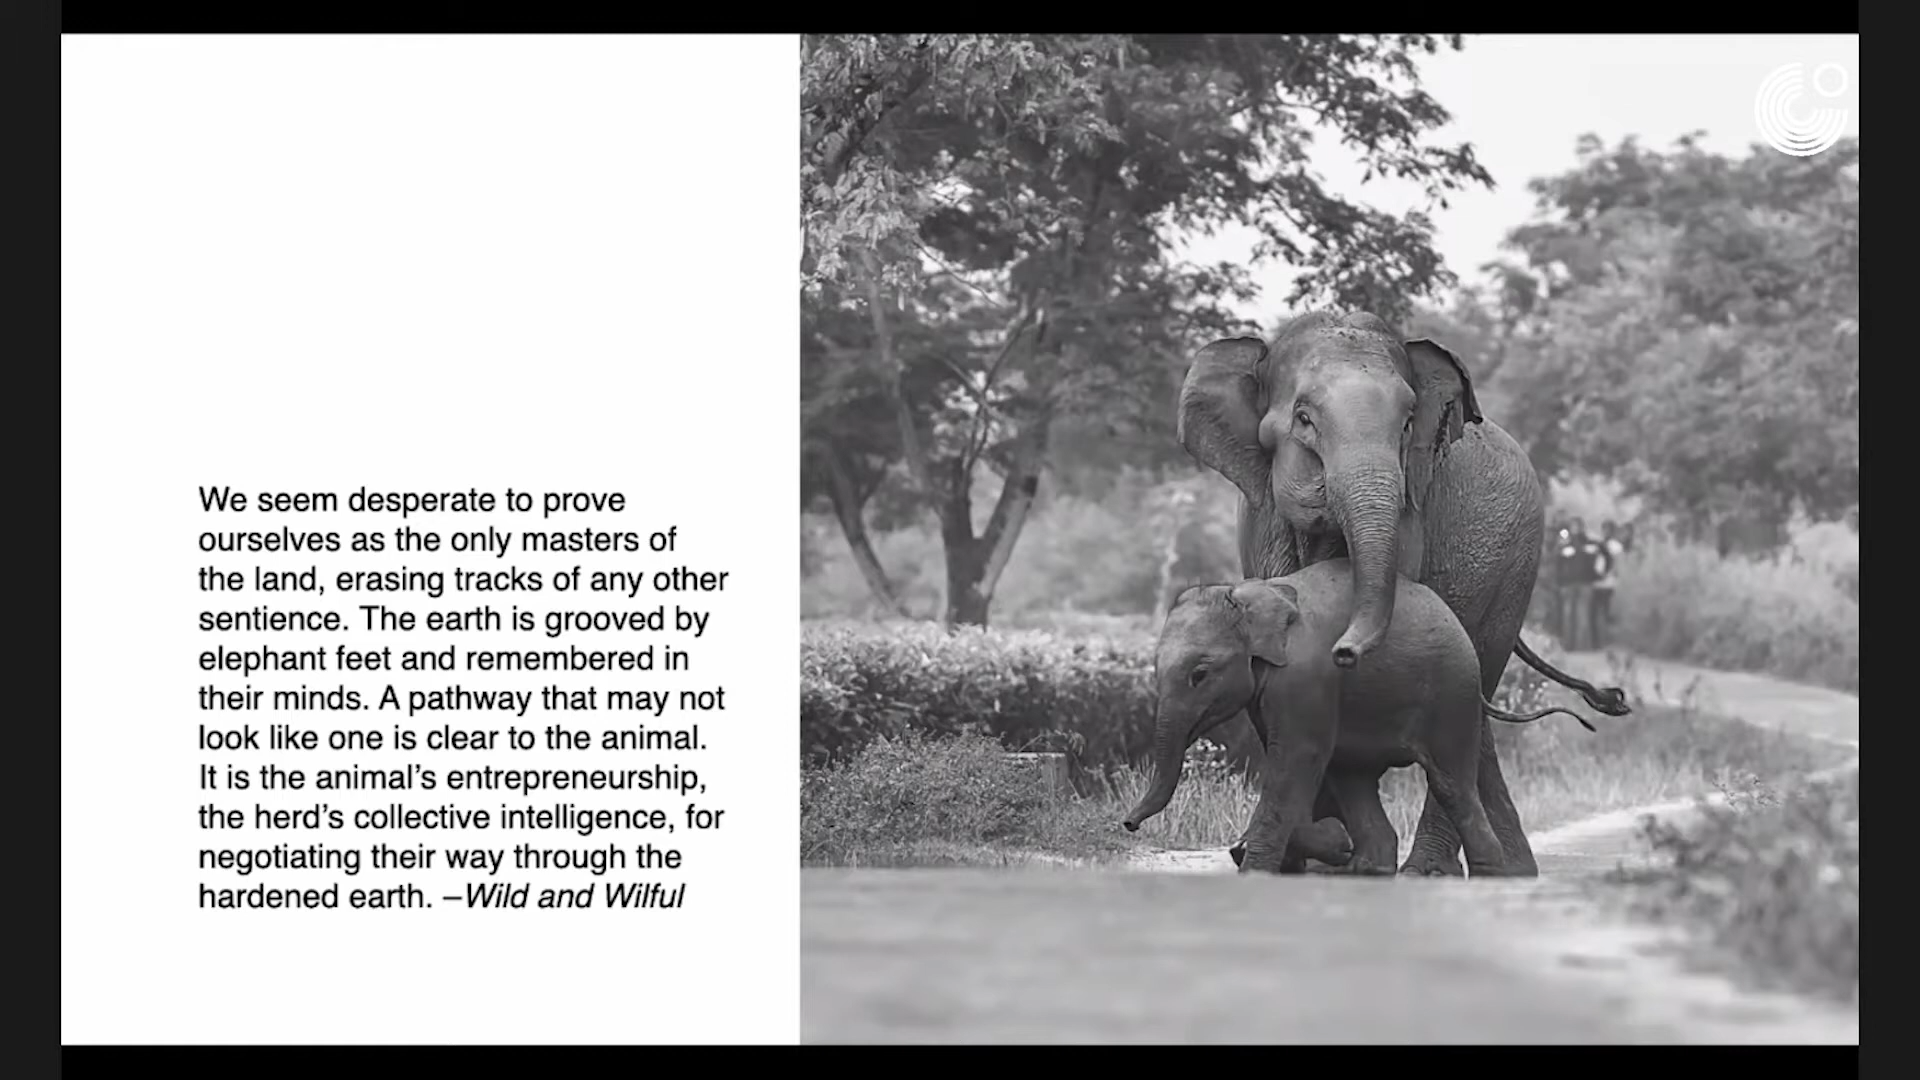 We seem desperate to prove
ourselves as the only masters of
the land, erasing tracks of any other
sentience. The earth is grooved by
elephant feet and remembered in
their minds. A pathway that may not
look like one is clear to the animal.
It is the animal’s entrepreneurship,
the herd’s collective intelligence, for
negotiating their way through the
hardened earth. –Wild and Wilful